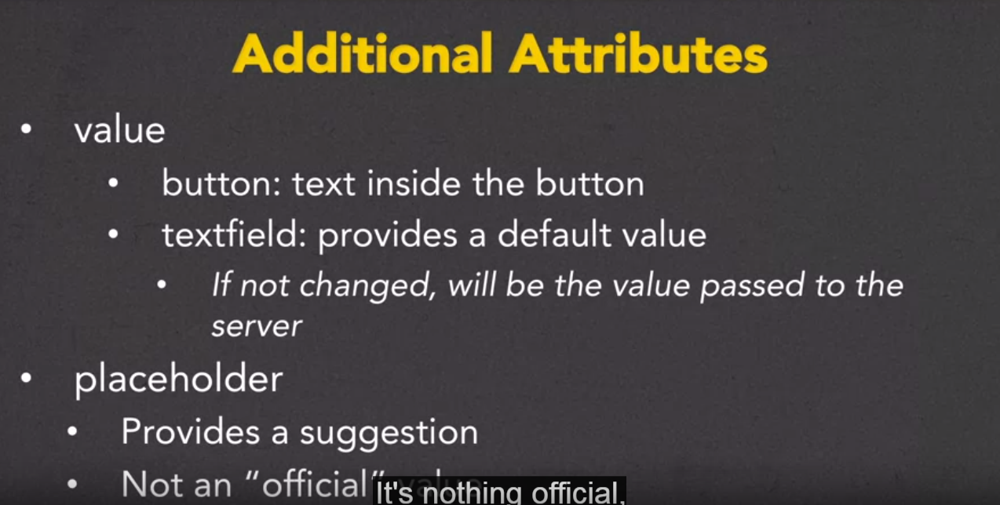 Additional Attributes
• value
• button: text inside the button
• textfield: provides a default value
• If not changed, will be the value passed to the
server
• placeholder
• Provides a suggestion
• Not an “official” value
It's nothing official,